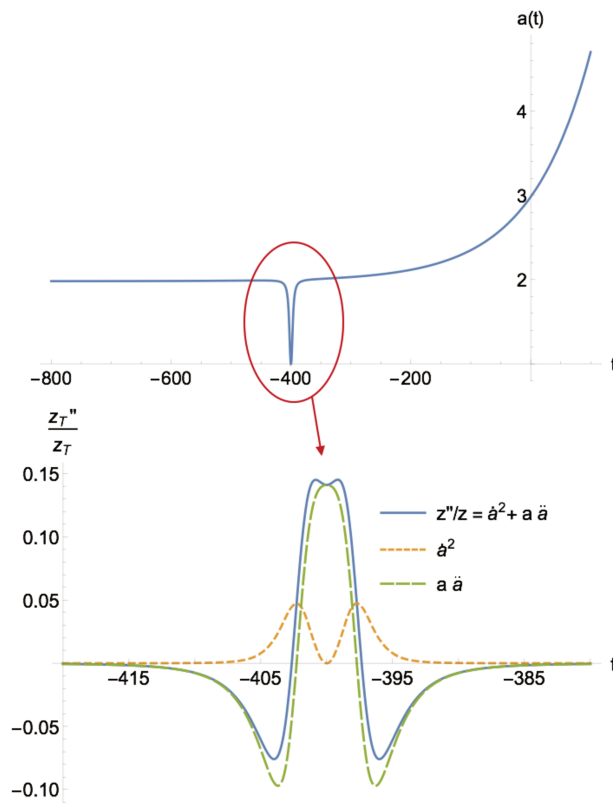 a(t)
4
3
2
-800 -600 -400 -200 t
z_T''/z_T
0.15
0.10
0.05
-0.05
-0.10
-415 -405 -395 -385 t
z''/z = ȧ²+ a ä
ȧ²
a ä